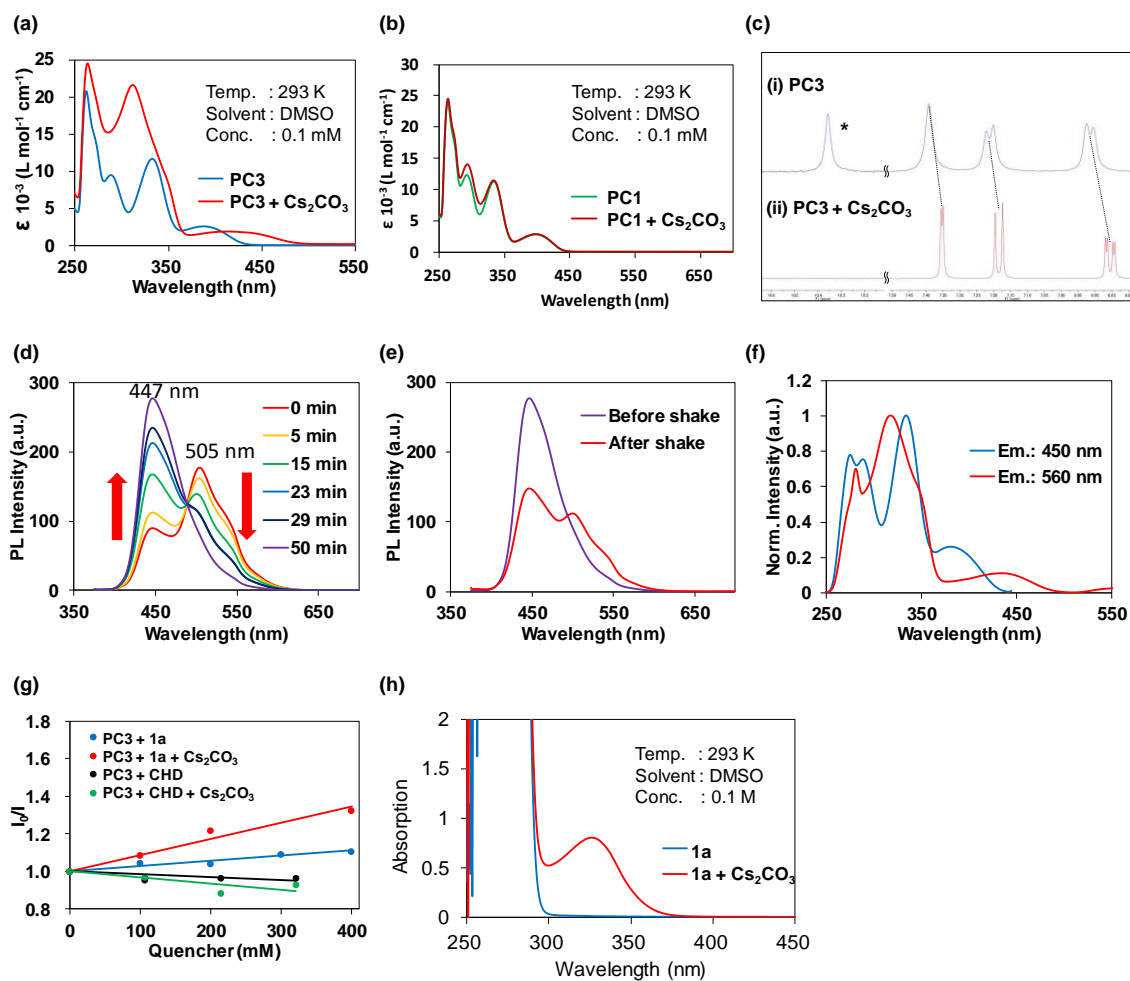 (a)
25
20
15
10
5
0
250
350
450
550
ε 10⁻³ (L mol⁻¹ cm⁻¹)
Wavelength (nm)
Temp. : 293 K
Solvent : DMSO
Conc. : 0.1 mM
PC3
PC3 + Cs₂CO₃
(b)
30
25
20
15
10
5
0
250
350
450
550
650
ε 10⁻³ (L mol⁻¹ cm⁻¹)
Wavelength (nm)
Temp. : 293 K
Solvent : DMSO
Conc. : 0.1 mM
PC1
PC1 + Cs₂CO₃
(c)
(i) PC3
*
(ii) PC3 + Cs₂CO₃
(d)
300
200
100
0
350
450
550
650
PL Intensity (a.u.)
Wavelength (nm)
447 nm
505 nm
0 min
5 min
15 min
23 min
29 min
50 min
(e)
300
200
100
0
350
450
550
650
PL Intensity (a.u.)
Wavelength (nm)
Before shake
After shake
(f)
1.2
1
0.8
0.6
0.4
0.2
0
250
350
450
550
Norm. Intensity (a.u.)
Wavelength (nm)
Em.: 450 nm
Em.: 560 nm
(g)
1.8
1.6
1.4
1.2
1.0
0.8
0
100
200
300
400
I₀/I
Quencher (mM)
PC3 + 1a
PC3 + 1a + Cs₂CO₃
PC3 + CHD
PC3 + CHD + Cs₂CO₃
(h)
2
1.5
1
0.5
0
250
300
350
400
450
Absorption
Wavelength (nm)
Temp. : 293 K
Solvent : DMSO
Conc. : 0.1 M
1a
1a + Cs₂CO₃